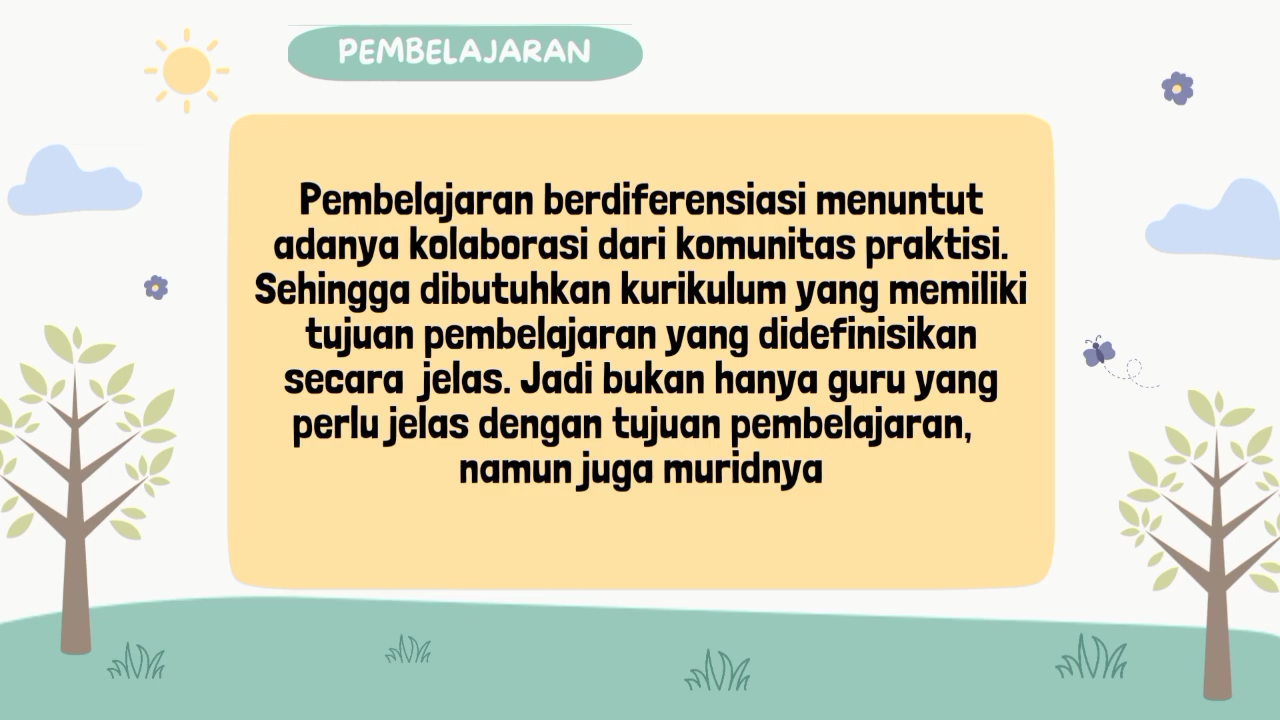 PEMBELAJARAN
Pembelajaran berdiferensiasi menuntut
adanya kolaborasi dari komunitas praktisi.
Sehingga dibutuhkan kurikulum yang memiliki
tujuan pembelajaran yang didefinisikan
secara  jelas. Jadi bukan hanya guru yang
perlu jelas dengan tujuan pembelajaran,
namun juga muridnya